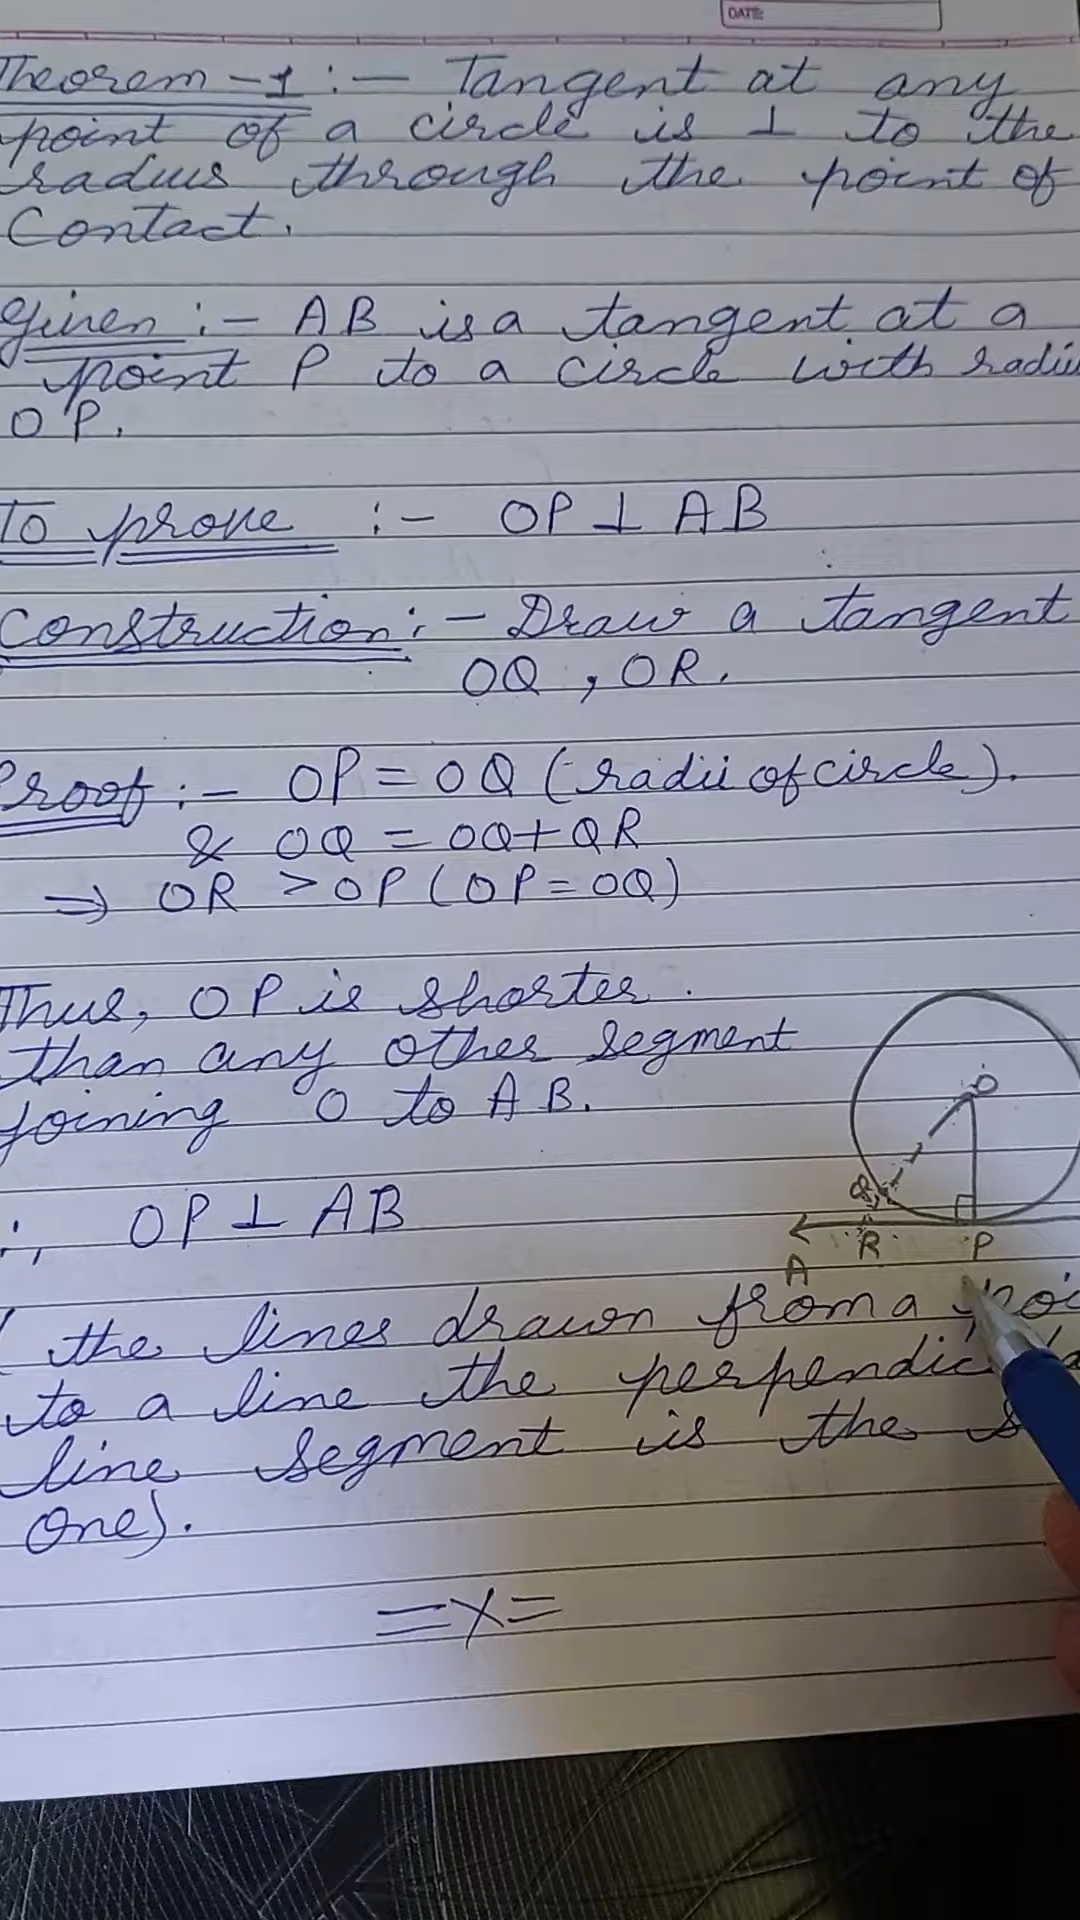 DATE:
Theorem-1:- Tangent at any
point of a circle is ⊥ to the
radius through the point of
Contact.
Given :- AB is a tangent at a
point P to a circle with radiu
OP.
To prove :- OP ⊥ AB
Construction:- Draw a tangent
OQ, OR.
Proof:- OP = OQ (radii of circle).
& OQ = OQ+QR
⇒ OR > OP (OP = OQ)
Thus, OP is shorter
than any other segment
joining O to AB.
O
Q
R
P
A
∴ OP ⊥ AB
( the lines drawn from a poi
to a line the perpendic
line segment is the s
one).
=x=